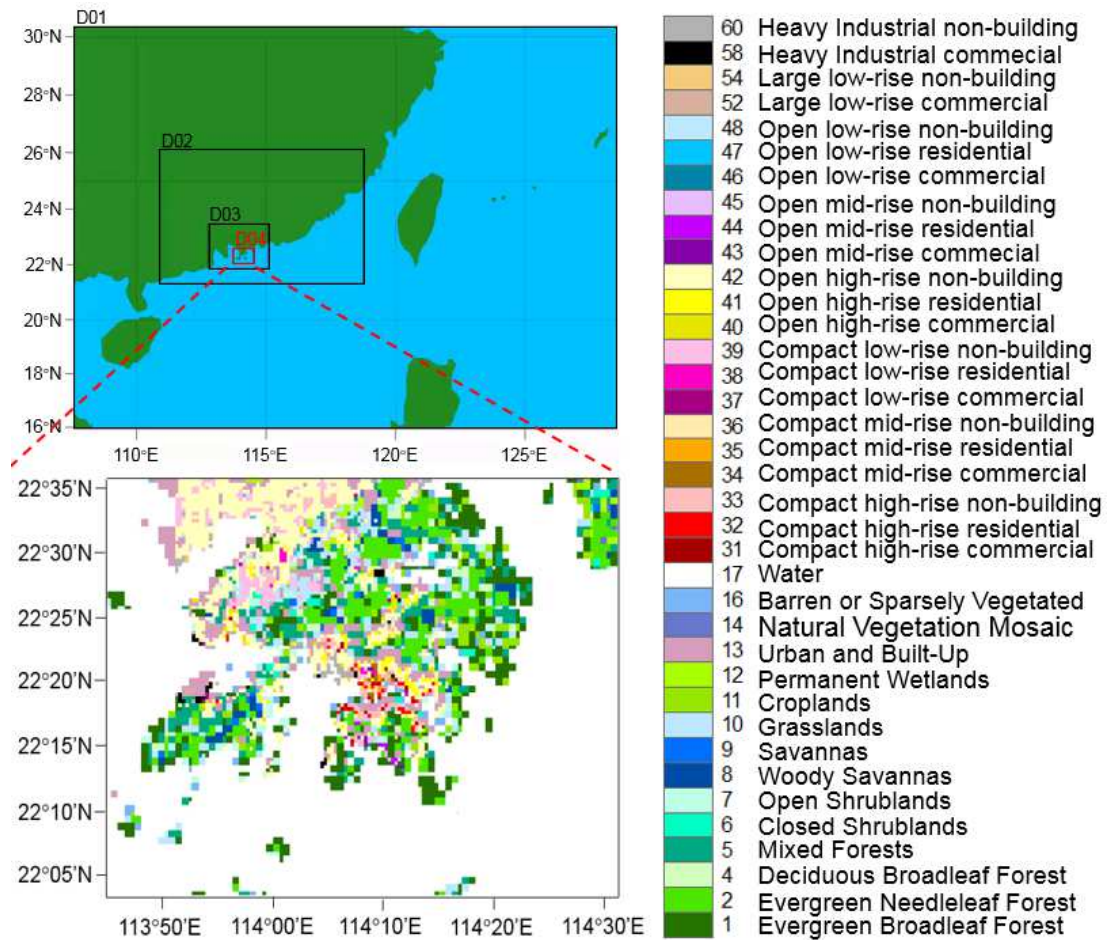 D01
30°N
28°N
26°N
24°N
22°N
20°N
18°N
16°N
D02
D03
D04
110°E 115°E 120°E 125°E
22°35'N
22°30'N
22°25'N
22°20'N
22°15'N
22°10'N
22°05'N
113°50'E 114°00'E 114°10'E 114°20'E 114°30'E
60 Heavy Industrial non-building
58 Heavy Industrial commecial
54 Large low-rise non-building
52 Large low-rise commercial
48 Open low-rise non-building
47 Open low-rise residential
46 Open low-rise commercial
45 Open mid-rise non-building
44 Open mid-rise residential
43 Open mid-rise commecial
42 Open high-rise non-building
41 Open high-rise residential
40 Open high-rise commercial
39 Compact low-rise non-building
38 Compact low-rise residential
37 Compact low-rise commercial
36 Compact mid-rise non-building
35 Compact mid-rise residential
34 Compact mid-rise commercial
33 Compact high-rise non-building
32 Compact high-rise residential
31 Compact high-rise commercial
17 Water
16 Barren or Sparsely Vegetated
14 Natural Vegetation Mosaic
13 Urban and Built-Up
12 Permanent Wetlands
11 Croplands
10 Grasslands
9 Savannas
8 Woody Savannas
7 Open Shrublands
6 Closed Shrublands
5 Mixed Forests
4 Deciduous Broadleaf Forest
2 Evergreen Needleleaf Forest
1 Evergreen Broadleaf Forest